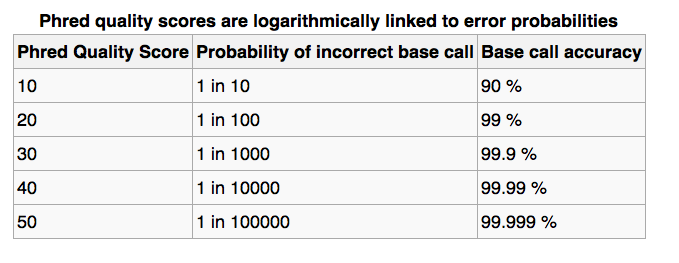 Phred quality scores are logarithmically linked to error probabilities
Phred Quality Score Probability of incorrect base call Base call accuracy
10 1 in 10 90 %
20 1 in 100 99 %
30 1 in 1000 99.9 %
40 1 in 10000 99.99 %
50 1 in 100000 99.999 %